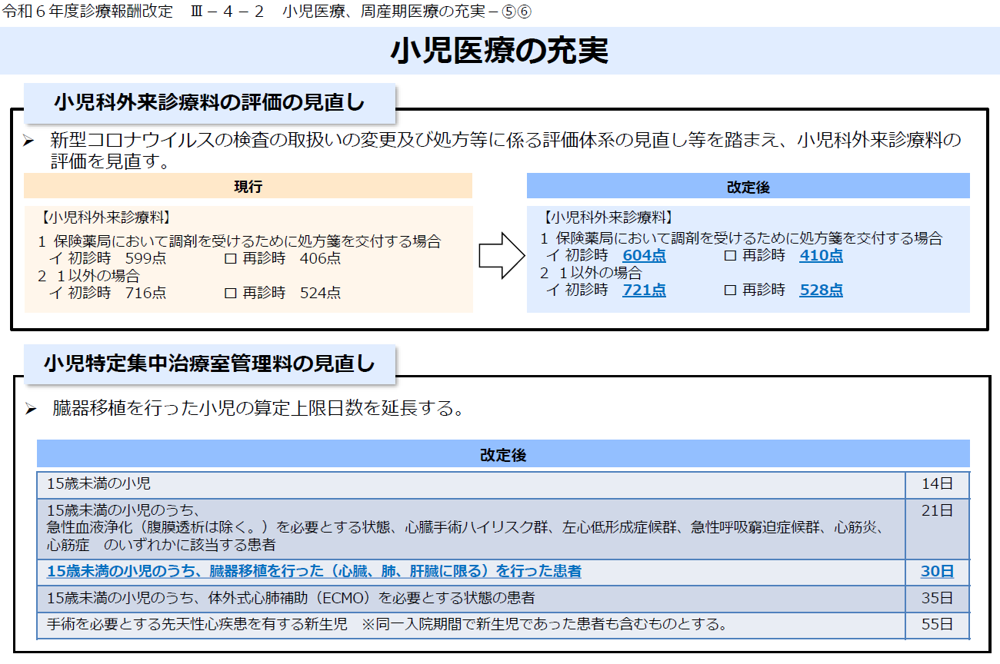 令和６年度診療報酬改定　Ⅲ－４－２　小児医療、周産期医療の充実－⑤⑥
小児医療の充実
小児科外来診療料の評価の見直し
➢ 新型コロナウイルスの検査の取扱いの変更及び処方等に係る評価体系の見直し等を踏まえ、小児科外来診療料の
評価を見直す。
現行
【小児科外来診療料】
１ 保険薬局において調剤を受けるために処方箋を交付する場合
イ 初診時　599点　　　ロ 再診時　406点
２ １以外の場合
イ 初診時　716点　　　ロ 再診時　524点
改定後
【小児科外来診療料】
１ 保険薬局において調剤を受けるために処方箋を交付する場合
イ 初診時　604点　　　ロ 再診時　410点
２ １以外の場合
イ 初診時　721点　　　ロ 再診時　528点
小児特定集中治療室管理料の見直し
➢ 臓器移植を行った小児の算定上限日数を延長する。
改定後
15歳未満の小児　14日
15歳未満の小児のうち、　21日
急性血液浄化（腹膜透析は除く。）を必要とする状態、心臓手術ハイリスク群、左心低形成症候群、急性呼吸窮迫症候群、心筋炎、
心筋症　のいずれかに該当する患者
15歳未満の小児のうち、臓器移植を行った（心臓、肺、肝臓に限る）を行った患者　30日
15歳未満の小児のうち、体外式心肺補助（ECMO）を必要とする状態の患者　35日
手術を必要とする先天性心疾患を有する新生児　※同一入院期間で新生児であった患者も含むものとする。　55日